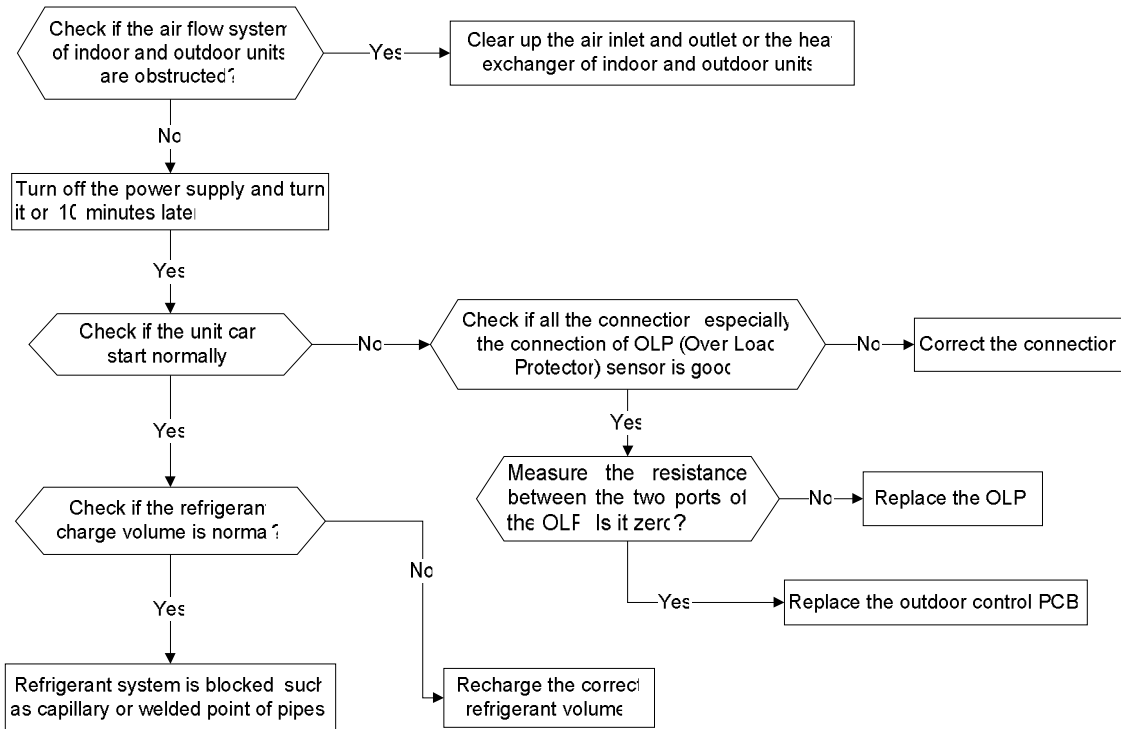 Check if the air flow system
of indoor and outdoor units
are obstructed?
Yes
Clear up the air inlet and outlet or the heat
exchanger of indoor and outdoor units
No
Turn off the power supply and turn
it on 10 minutes later
Yes
Check if the unit can
start normally
No
Check if all the connection especially
the connection of OLP (Over Load
Protector) sensor is good
No
Correct the connection
Yes
Yes
Measure the resistance
between the two ports of
the OLP Is it zero?
No
Replace the OLP
Check if the refrigerant
charge volume is normal?
No
Yes
Replace the outdoor control PCB
Yes
Refrigerant system is blocked such
as capillary or welded point of pipes
Recharge the correct
refrigerant volume